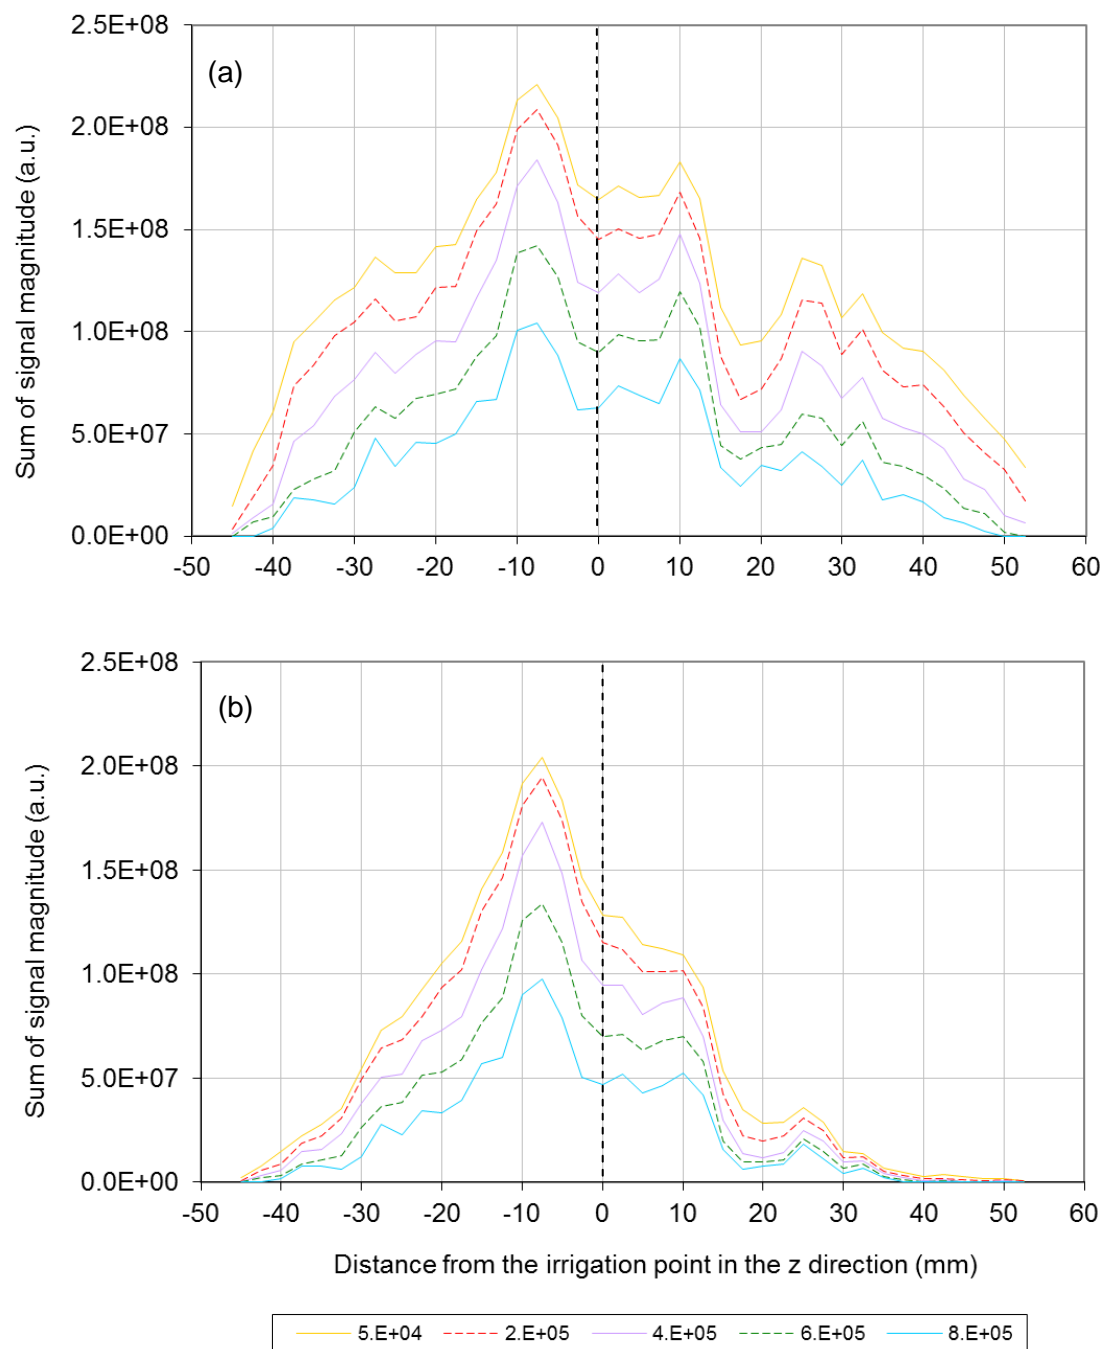 2.5E+08
(a)
2.0E+08
1.5E+08
1.0E+08
5.0E+07
0.0E+00
Sum of signal magnitude (a.u.)
-50 -40 -30 -20 -10 0 10 20 30 40 50 60
2.5E+08
(b)
2.0E+08
1.5E+08
1.0E+08
5.0E+07
0.0E+00
Sum of signal magnitude (a.u.)
-50 -40 -30 -20 -10 0 10 20 30 40 50 60
Distance from the irrigation point in the z direction (mm)
5.E+04 2.E+05 4.E+05 6.E+05 8.E+05